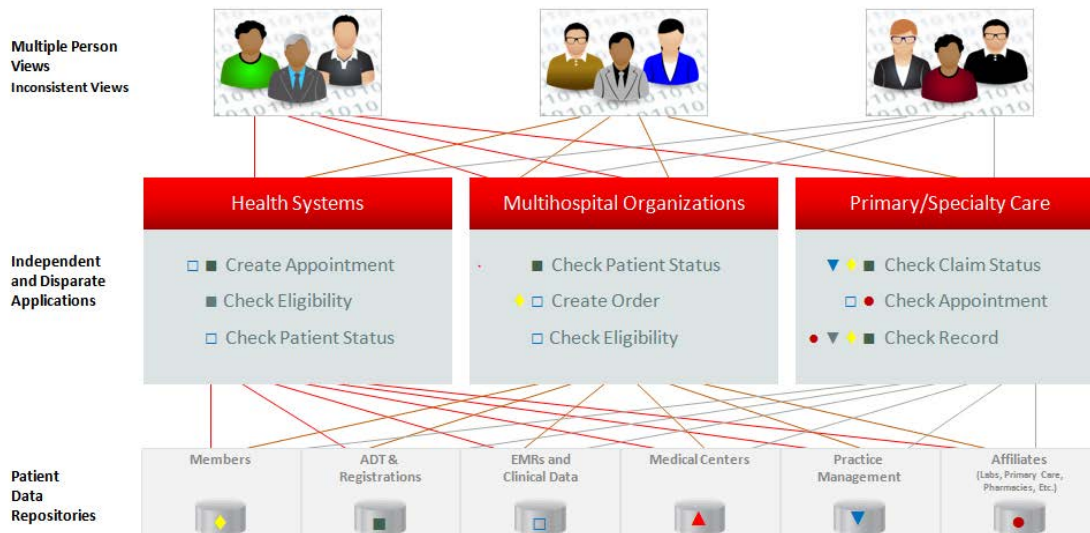 Multiple Person
Views
Inconsistent Views
Health Systems
Multihospital Organizations
Primary/Specialty Care
Independent
and Disparate
Applications
Create Appointment
Check Eligibility
Check Patient Status
Check Patient Status
Create Order
Check Eligibility
Check Claim Status
Check Appointment
Check Record
Patient
Data
Repositories
Members
ADT &
Registrations
EMRs and
Clinical Data
Medical Centers
Practice
Management
Affiliates
(Labs, Primary Care,
Pharmacies, Etc.)